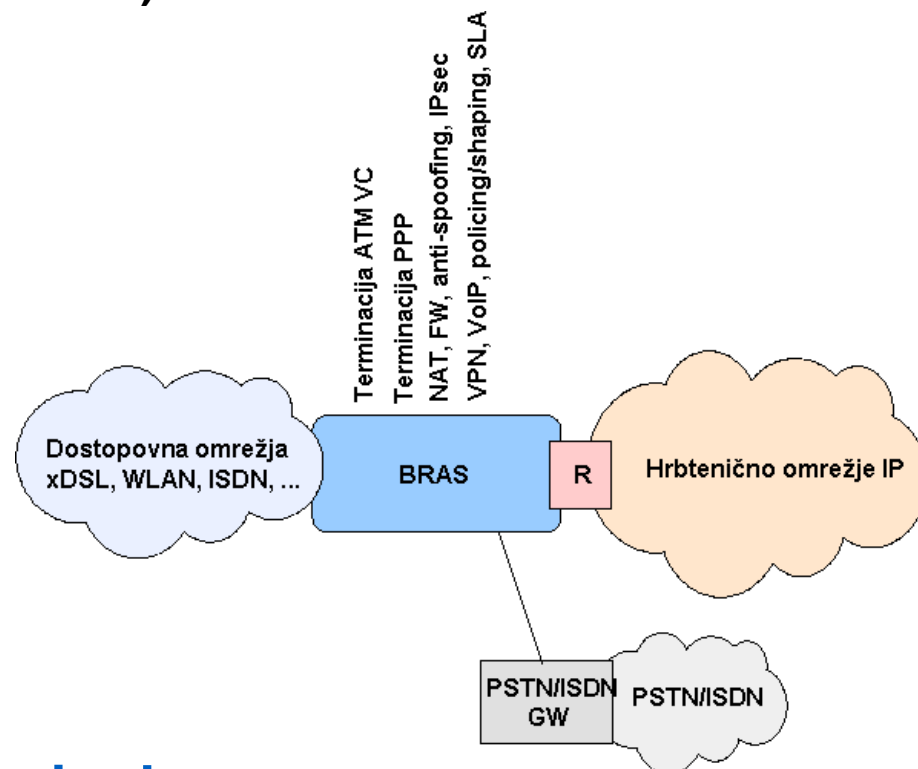 Terminacija ATM VC
Terminacija PPP
NAT, FW, anti-spoofing, IPsec
VPN, VoIP, policing/shaping, SLA
Dostopovna omrežja
xDSL, WLAN, ISDN, ...
BRAS
R
Hrbtenično omrežje IP
PSTN/ISDN
GW
PSTN/ISDN